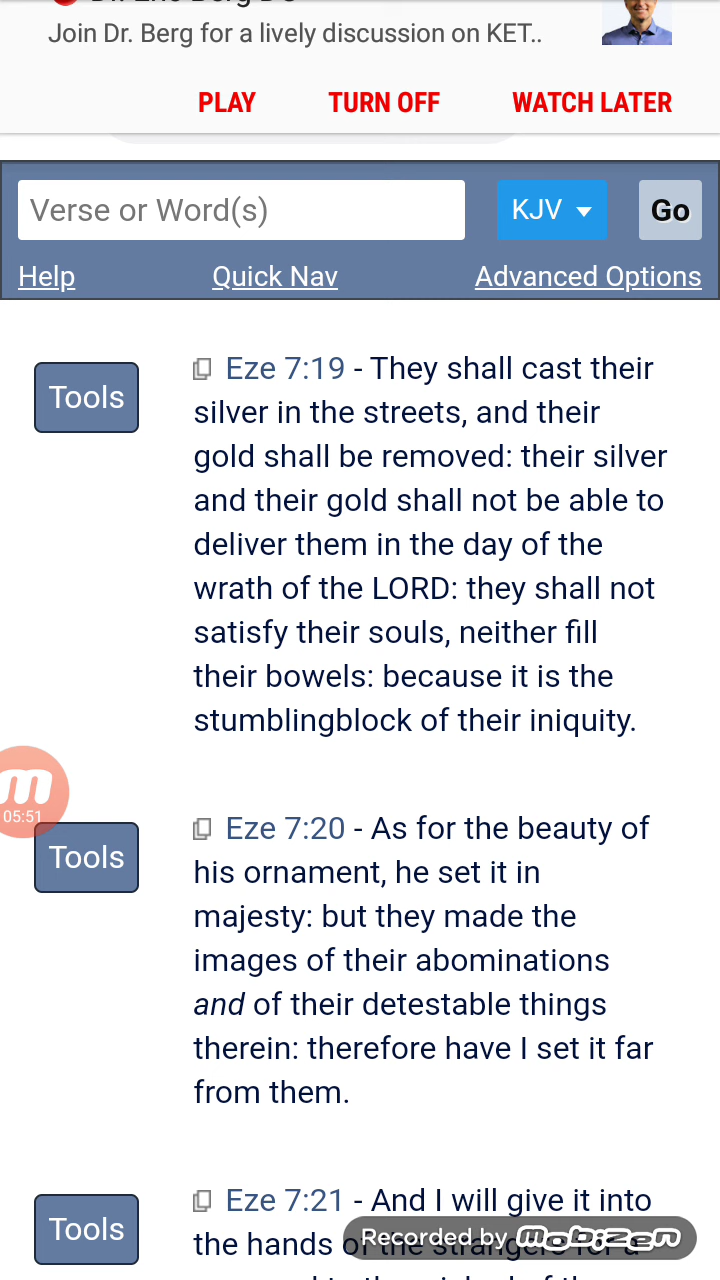 Join Dr. Berg for a lively discussion on KET..
PLAY TURN OFF WATCH LATER
Verse or Word(s) KJV Go
Help Quick Nav Advanced Options
Tools
Eze 7:19 - They shall cast their
silver in the streets, and their
gold shall be removed: their silver
and their gold shall not be able to
deliver them in the day of the
wrath of the LORD: they shall not
satisfy their souls, neither fill
their bowels: because it is the
stumblingblock of their iniquity.
05:51
Tools
Eze 7:20 - As for the beauty of
his ornament, he set it in
majesty: but they made the
images of their abominations
and of their detestable things
therein: therefore have I set it far
from them.
Tools
Eze 7:21 - And I will give it into
the hands of the strangers for a
Recorded by Mobizen